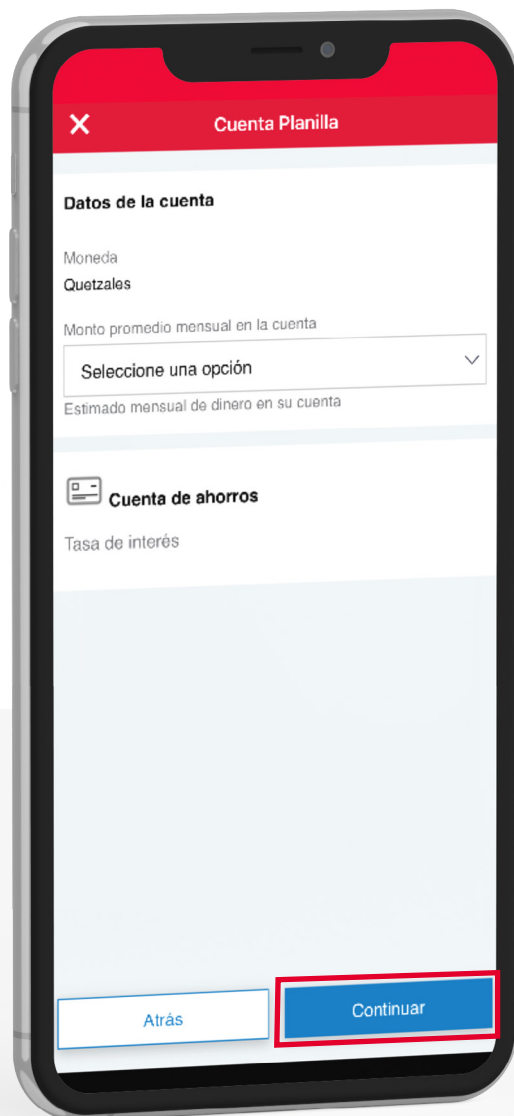 Cuenta Planilla
Datos de la cuenta
Moneda
Quetzales
Monto promedio mensual en la cuenta
Seleccione una opción
Estimado mensual de dinero en su cuenta
Cuenta de ahorros
Tasa de interés
Atrás
Continuar